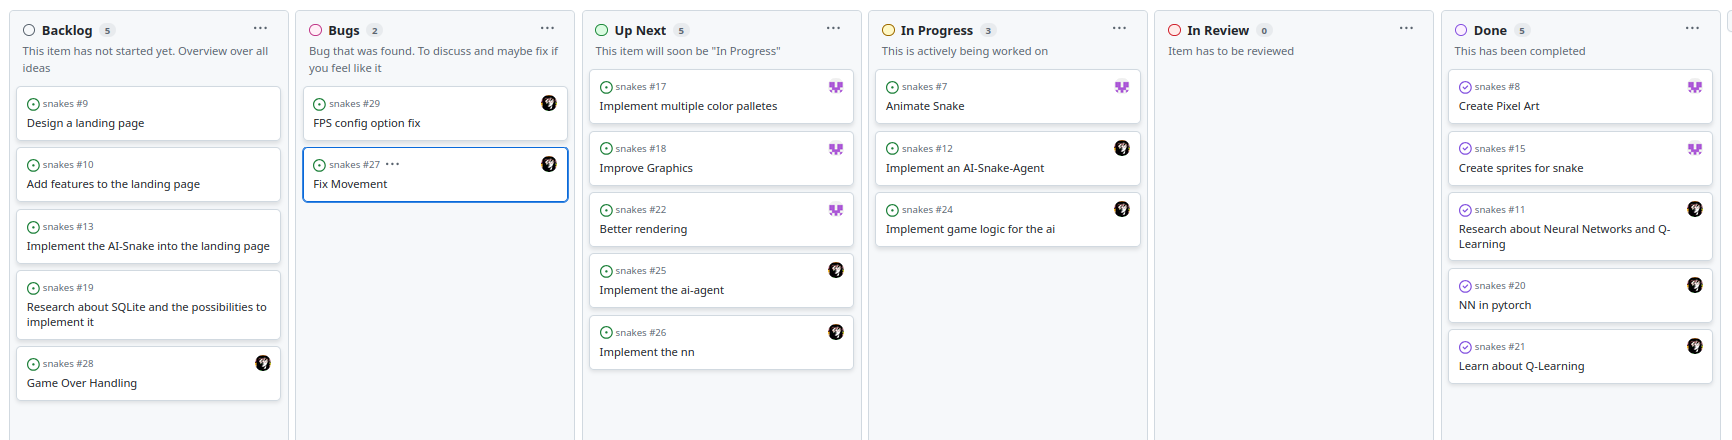 Backlog 5 ...
This item has not started yet. Overview over all
ideas
snakes #9
Design a landing page
snakes #10
Add features to the landing page
snakes #13
Implement the AI-Snake into the landing page
snakes #19
Research about SQLite and the possibilities to
implement it
snakes #28
Game Over Handling
Bugs 2 ...
Bug that was found. To discuss and maybe fix if
you feel like it
snakes #29
FPS config option fix
snakes #27 ...
Fix Movement
Up Next 5 ...
This item will soon be "In Progress"
snakes #17
Implement multiple color palletes
snakes #18
Improve Graphics
snakes #22
Better rendering
snakes #25
Implement the ai-agent
snakes #26
Implement the nn
In Progress 3 ...
This is actively being worked on
snakes #7
Animate Snake
snakes #12
Implement an AI-Snake-Agent
snakes #24
Implement game logic for the ai
In Review 0 ...
Item has to be reviewed
Done 5 ...
This has been completed
snakes #8
Create Pixel Art
snakes #15
Create sprites for snake
snakes #11
Research about Neural Networks and Q-
Learning
snakes #20
NN in pytorch
snakes #21
Learn about Q-Learning